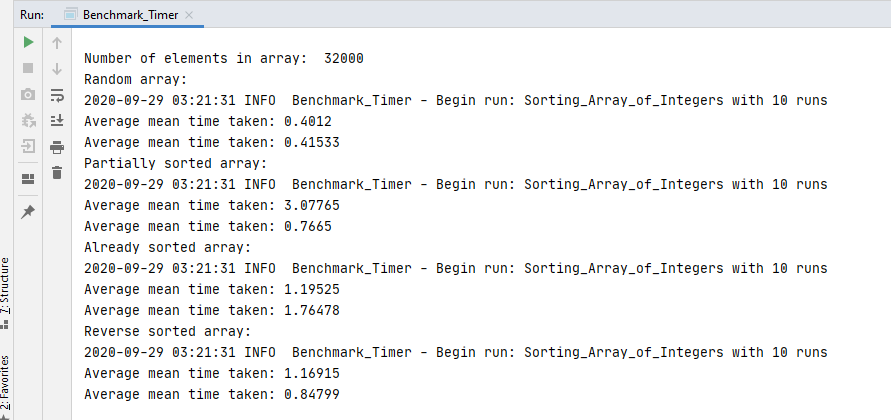 Run: Benchmark_Timer
Number of elements in array:  32000
Random array:
2020-09-29 03:21:31 INFO  Benchmark_Timer - Begin run: Sorting_Array_of_Integers with 10 runs
Average mean time taken: 0.4012
Average mean time taken: 0.41533
Partially sorted array:
2020-09-29 03:21:31 INFO  Benchmark_Timer - Begin run: Sorting_Array_of_Integers with 10 runs
Average mean time taken: 3.07765
Average mean time taken: 0.7665
Already sorted array:
2020-09-29 03:21:31 INFO  Benchmark_Timer - Begin run: Sorting_Array_of_Integers with 10 runs
Average mean time taken: 1.19525
Average mean time taken: 1.76478
Reverse sorted array:
2020-09-29 03:21:31 INFO  Benchmark_Timer - Begin run: Sorting_Array_of_Integers with 10 runs
Average mean time taken: 1.16915
Average mean time taken: 0.84799
7: Structure
2: Favorites